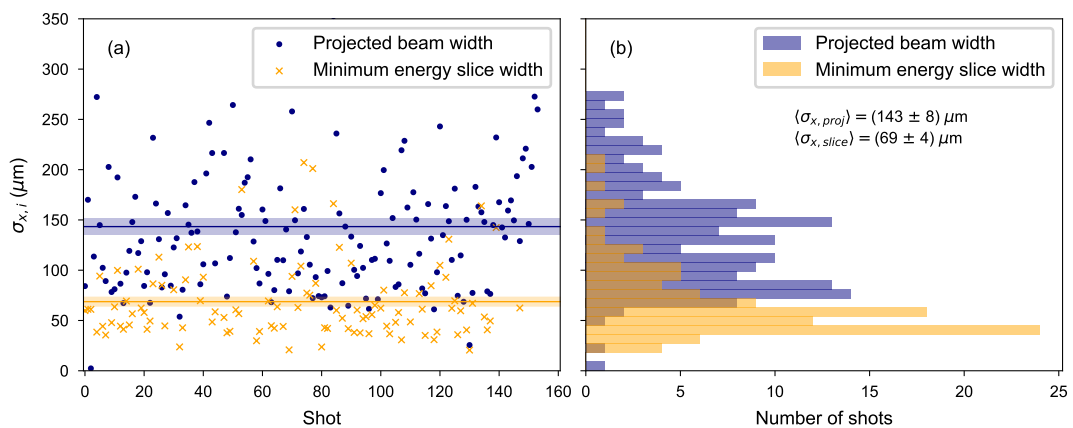 (a)
Projected beam width
Minimum energy slice width
σx, i (μm)
350
300
250
200
150
100
50
0
0 20 40 60 80 100 120 140 160
Shot
(b)
Projected beam width
Minimum energy slice width
⟨σx, proj⟩ = (143 ± 8) μm
⟨σx, slice⟩ = (69 ± 4) μm
0 5 10 15 20 25
Number of shots